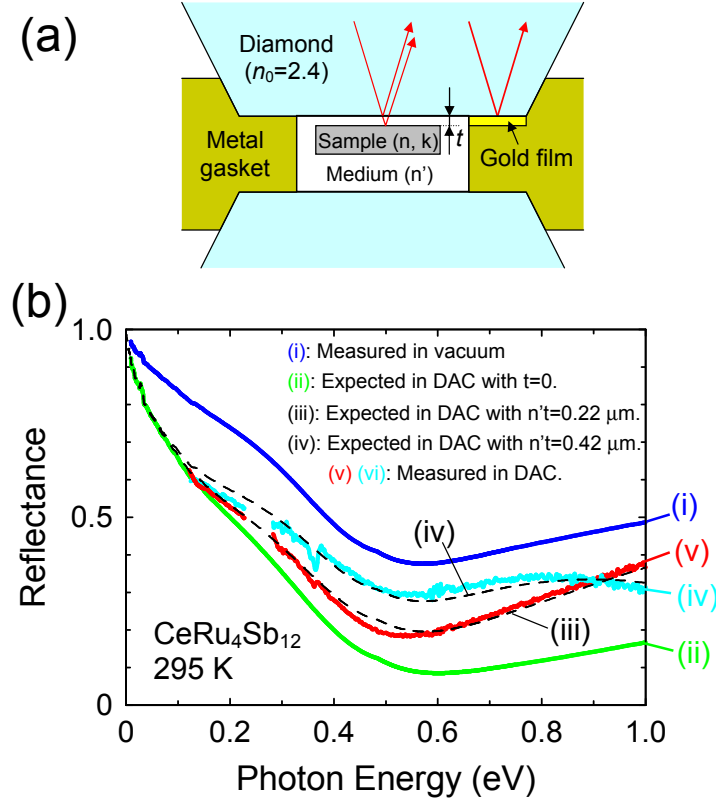 (a)
Diamond
(n0=2.4)
Metal
gasket
Sample (n, k)
t
Gold film
Medium (n’)
(b)
1.0
(i): Measured in vacuum
(ii): Expected in DAC with t=0.
(iii): Expected in DAC with n't=0.22 μm.
(iv): Expected in DAC with n't=0.42 μm.
(v) (vi): Measured in DAC.
Reflectance
0.5
0
(iv)
(iii)
(i)
(v)
(iv)
(ii)
CeRu4Sb12
295 K
0 0.2 0.4 0.6 0.8 1.0
Photon Energy (eV)